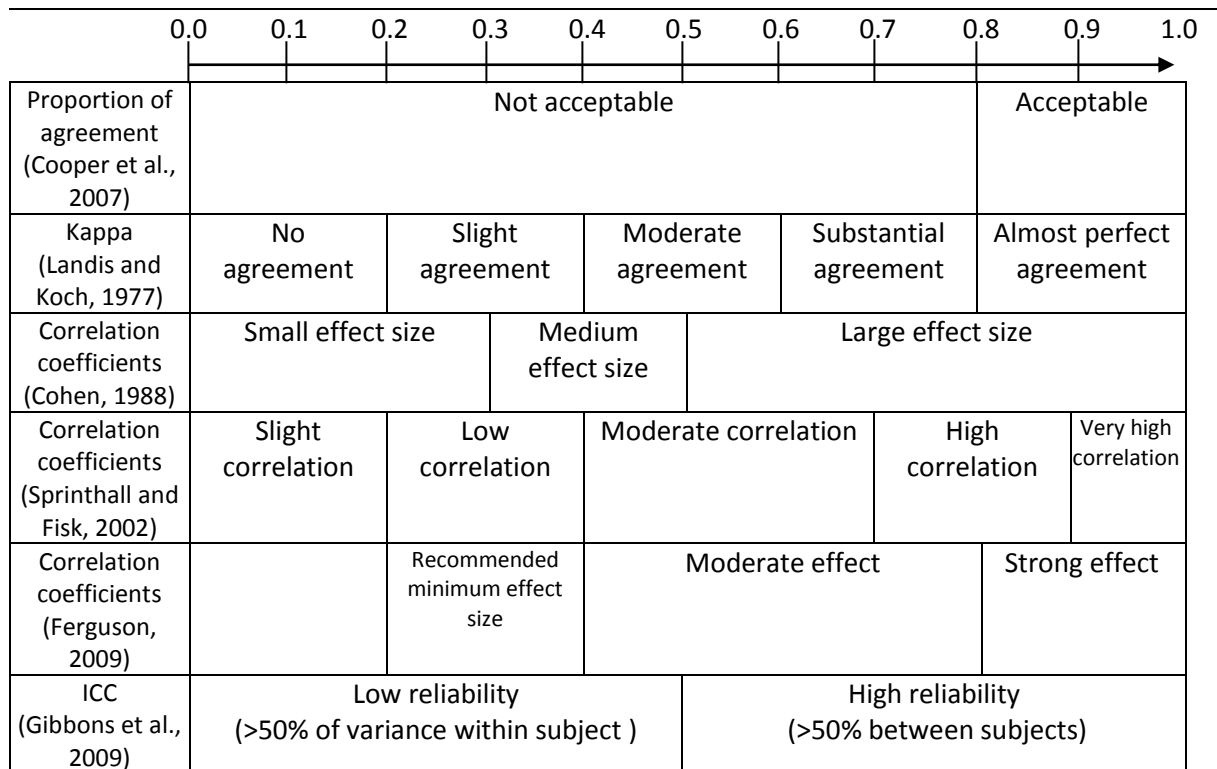 0.0 0.1 0.2 0.3 0.4 0.5 0.6 0.7 0.8 0.9 1.0
Proportion of
agreement
(Cooper et al.,
2007)
Not acceptable
Acceptable
Kappa
(Landis and
Koch, 1977)
No
agreement
Slight
agreement
Moderate
agreement
Substantial
agreement
Almost perfect
agreement
Correlation
coefficients
(Cohen, 1988)
Small effect size
Medium
effect size
Large effect size
Correlation
coefficients
(Sprinthall and
Fisk, 2002)
Slight
correlation
Low
correlation
Moderate correlation
High
correlation
Very high
correlation
Correlation
coefficients
(Ferguson,
2009)
Recommended
minimum effect
size
Moderate effect
Strong effect
ICC
(Gibbons et al.,
2009)
Low reliability
(>50% of variance within subject )
High reliability
(>50% between subjects)